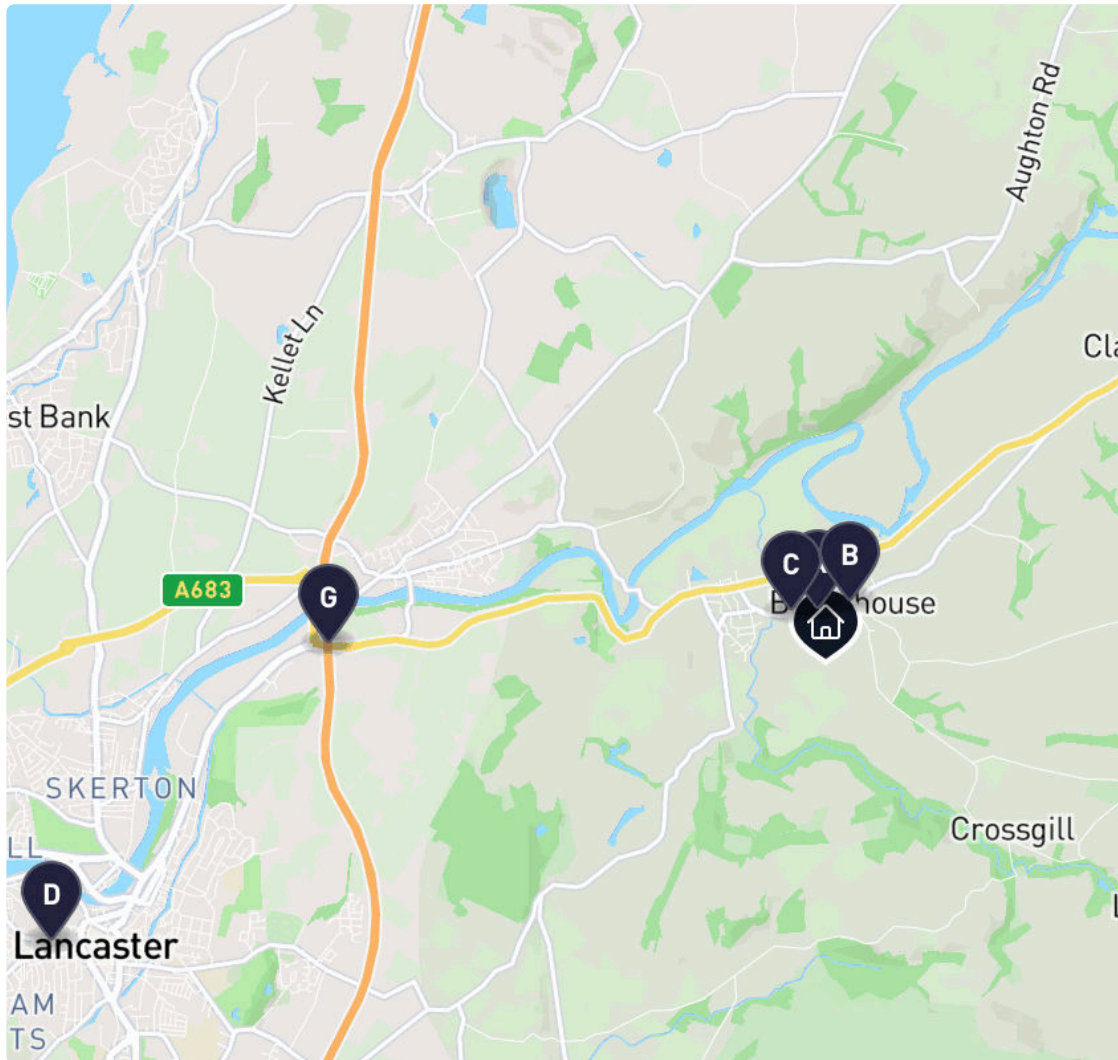 Aughton Rd
Kellet Ln
Cla
st Bank
B
C
A683
G
B house
SKERTON
Crossgill
LL
D
L
Lancaster
AM
TS